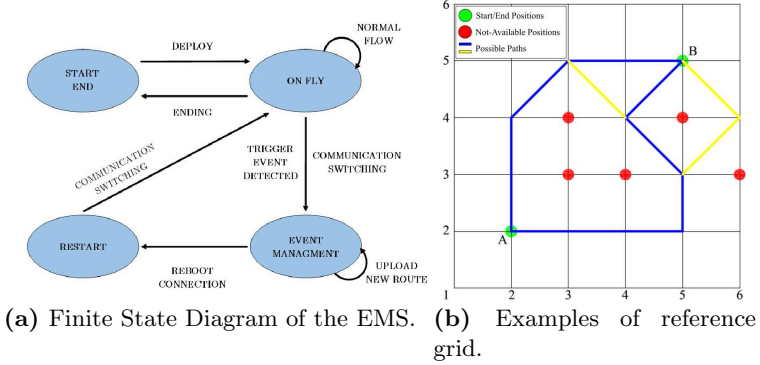 NORMAL
FLOW
DEPLOY
START
END
ON FLY
ENDING
COMMUNICATION
SWITCHING
TRIGGER
EVENT
DETECTED
COMMUNICATION
SWITCHING
RESTART
EVENT
MANAGMENT
REBOOT
CONNECTION
UPLOAD
NEW ROUTE
(a) Finite State Diagram of the EMS.
6
Start/End Positions
Not-Available Positions
Possible Paths
B
5
4
3
2
A
1
2
3
4
5
6
(b) Examples of reference
grid.